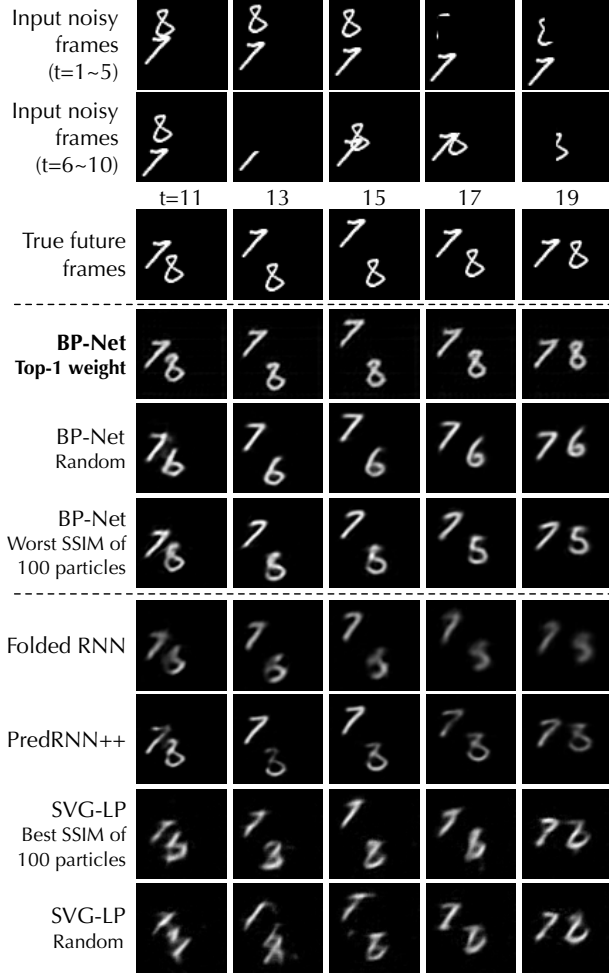 Input noisy
frames
(t=1~5)
Input noisy
frames
(t=6~10)
t=11 13 15 17 19
True future
frames
BP-Net
Top-1 weight
BP-Net
Random
BP-Net
Worst SSIM of
100 particles
Folded RNN
PredRNN++
SVG-LP
Best SSIM of
100 particles
SVG-LP
Random